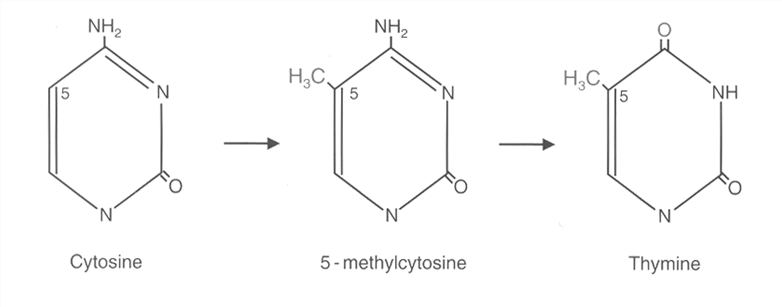 NH₂
5
N
O
N
Cytosine
NH₂
H₃C
5
N
O
N
5-methylcytosine
O
H₃C
5
NH
O
N
Thymine